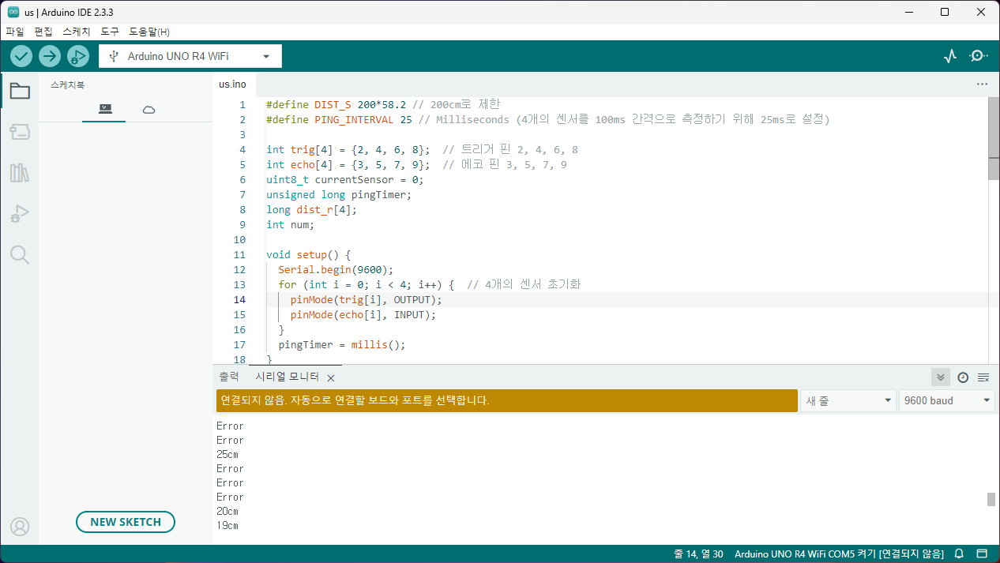 us | Arduino IDE 2.3.3
파일 편집 스케치 도구 도움말(H)
Arduino UNO R4 WiFi
스케치북
us.ino
1 #define DIST_S 200*58.2 // 200cm로 제한
2 #define PING_INTERVAL 25 // Milliseconds (4개의 센서를 100ms 간격으로 측정하기 위해 25ms로 설정)
3
4 int trig[4] = {2, 4, 6, 8};  // 트리거 핀 2, 4, 6, 8
5 int echo[4] = {3, 5, 7, 9};  // 에코 핀 3, 5, 7, 9
6 uint8_t currentSensor = 0;
7 unsigned long pingTimer;
8 long dist_r[4];
9 int num;
10
11 void setup() {
12   Serial.begin(9600);
13   for (int i = 0; i < 4; i++) {  // 4개의 센서 초기화
14     pinMode(trig[i], OUTPUT);
15     pinMode(echo[i], INPUT);
16   }
17   pingTimer = millis();
18 }
출력 시리얼 모니터
연결되지 않음. 자동으로 연결할 보드와 포트를 선택합니다.
새 줄
9600 baud
Error
Error
25cm
Error
Error
Error
20cm
19cm
NEW SKETCH
줄 14, 열 30 Arduino UNO R4 WiFi COM5 켜기 [연결되지 않음]